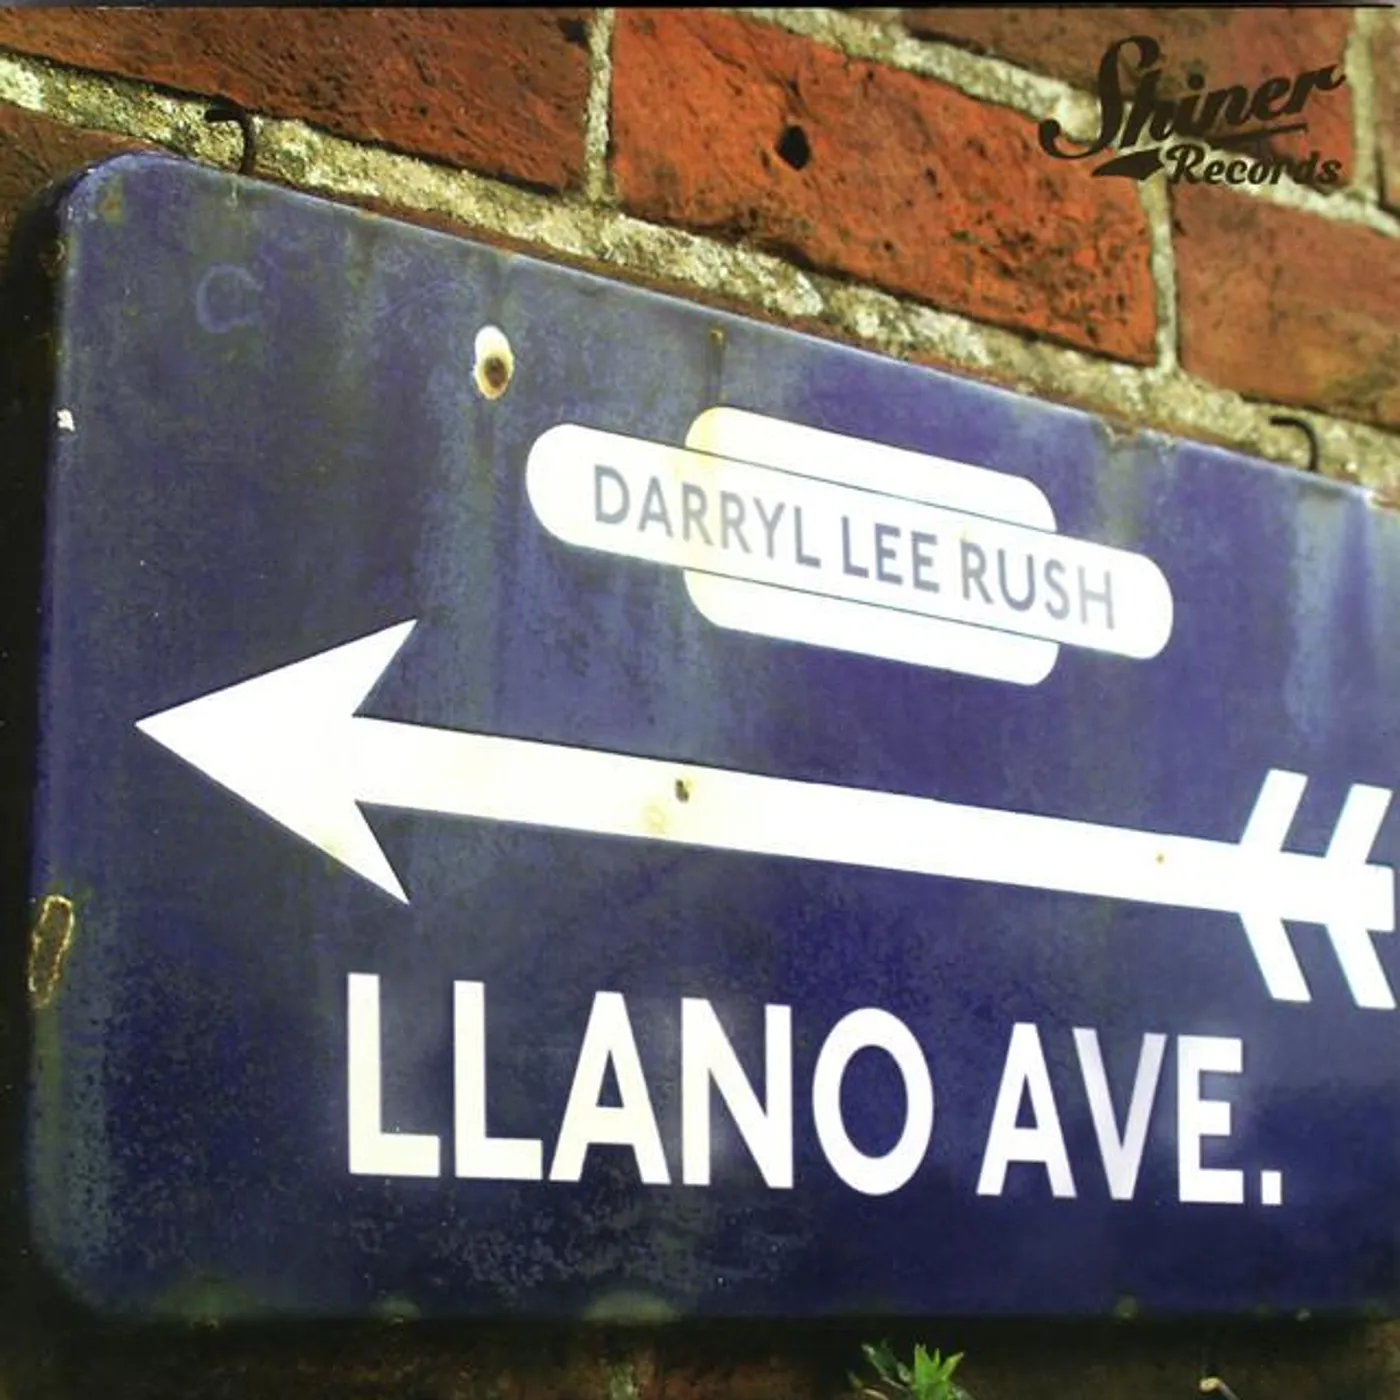 Shiner
Records
DARRYL LEE RUSH
LLANO AVE.